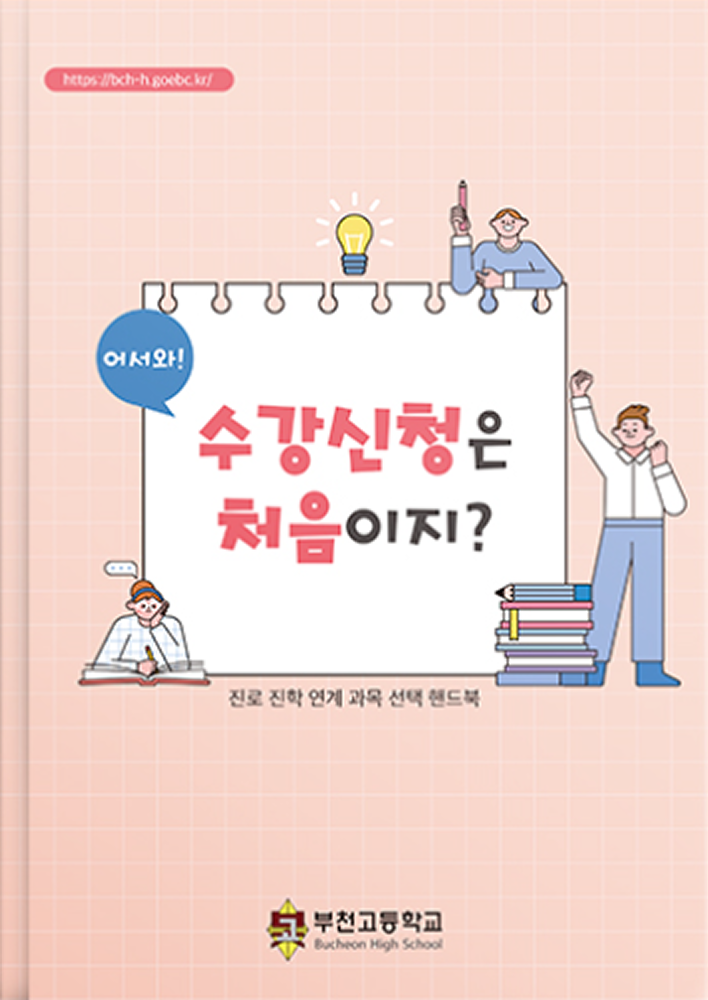 https://bch-h.goebc.kr/
어서와!
수강신청은
처음이지?
진로 진학 연계 과목 선택 핸드북
고
부천고등학교
Bucheon High School